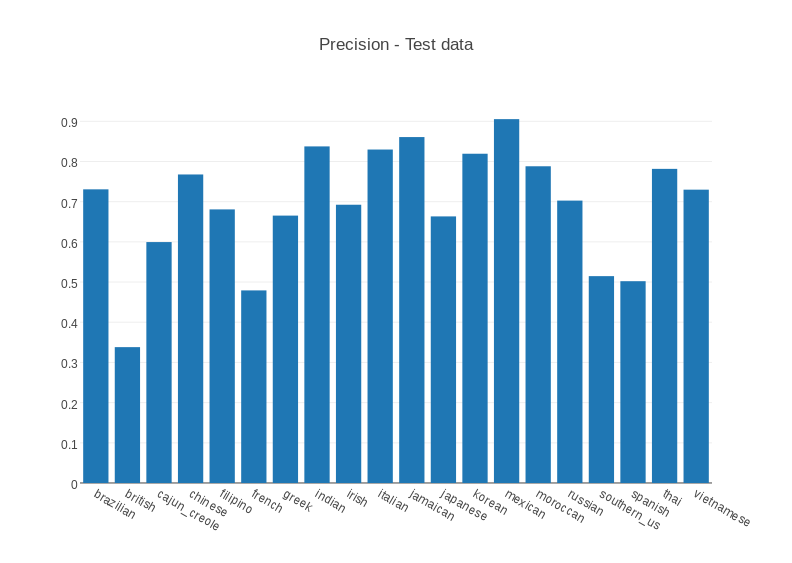 Precision - Test data
0.9
0.8
0.7
0.6
0.5
0.4
0.3
0.2
0.1
0
brazilian
british
cajun_creole
chinese
filipino
french
greek
indian
irish
italian
jamaican
japanese
korean
mexican
moroccan
russian
southern_us
spanish
thai
vietnamese